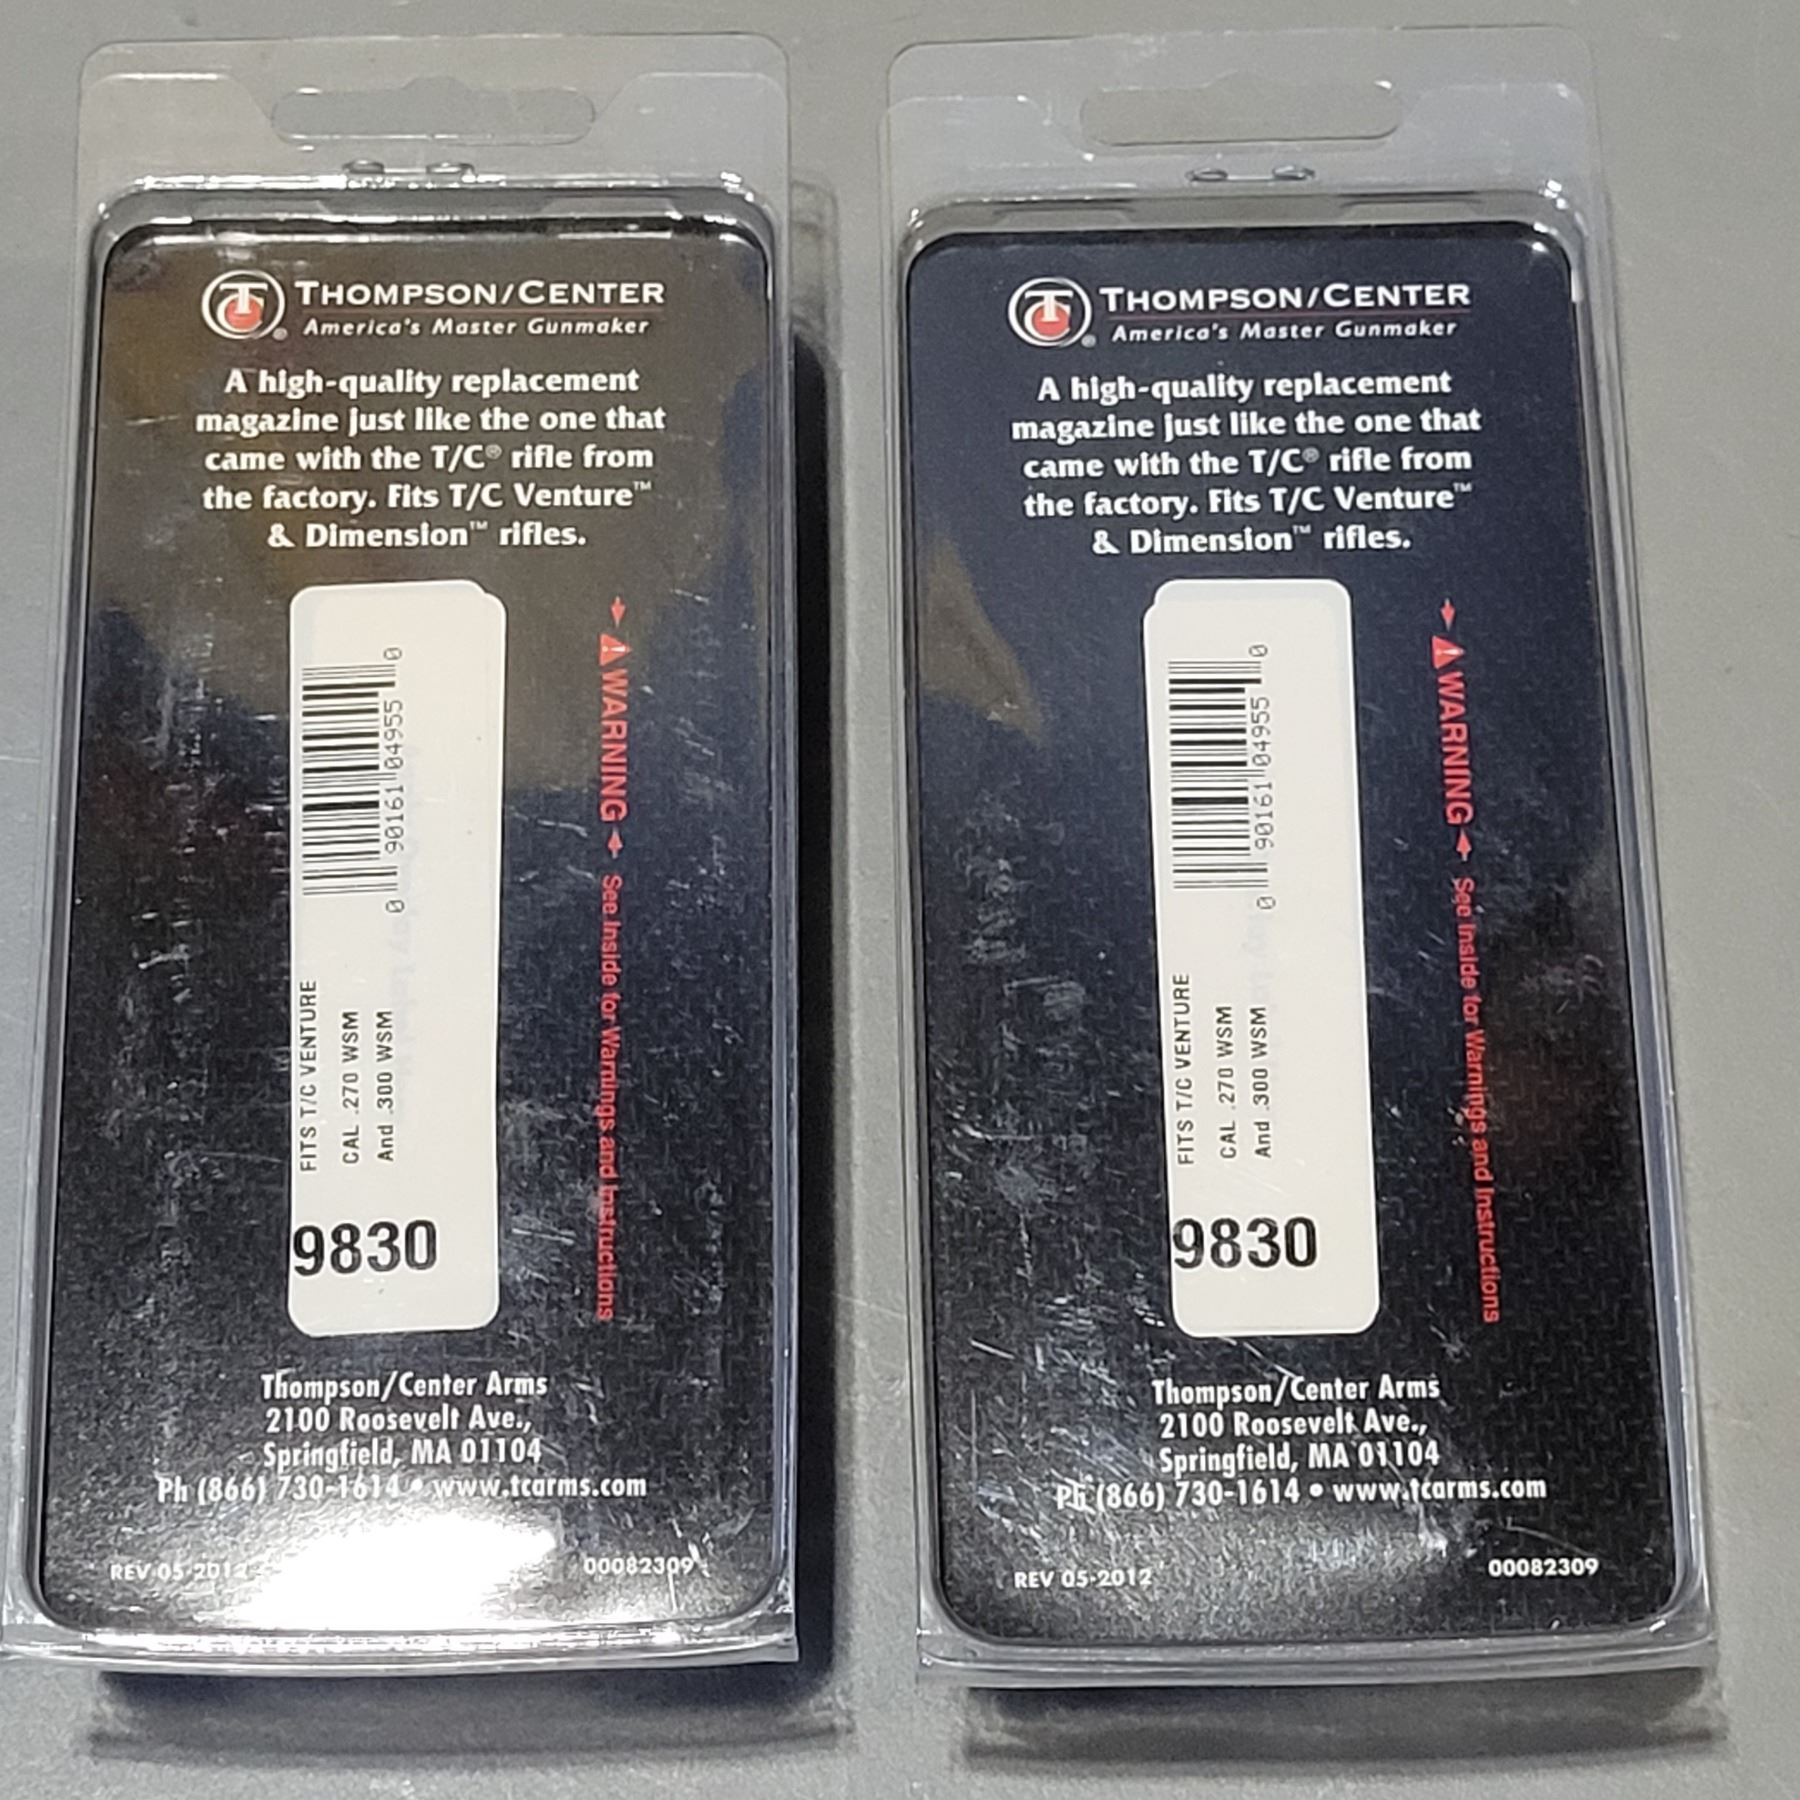 THOMPSON/CENTER
America's Master Gunmaker
A high-quality replacement
magazine just like the one that
came with the T/C® rifle from
the factory. Fits T/C Venture™
& Dimension™ rifles.
WARNING See Inside for Warnings and Instructions
0 90161 04955 0
FITS T/C VENTURE
CAL .270 WSM
And .300 WSM
9830
Thompson/Center Arms
2100 Roosevelt Ave.,
Springfield, MA 01104
Ph (866) 730-1614 • www.tcarms.com
REV 05-2012
00082309
THOMPSON/CENTER
America's Master Gunmaker
A high-quality replacement
magazine just like the one that
came with the T/C® rifle from
the factory. Fits T/C Venture™
& Dimension™ rifles.
WARNING See Inside for Warnings and Instructions
0 90161 04955 0
FITS T/C VENTURE
CAL .270 WSM
And .300 WSM
9830
Thompson/Center Arms
2100 Roosevelt Ave.,
Springfield, MA 01104
Ph (866) 730-1614 • www.tcarms.com
REV 05-2012
00082309